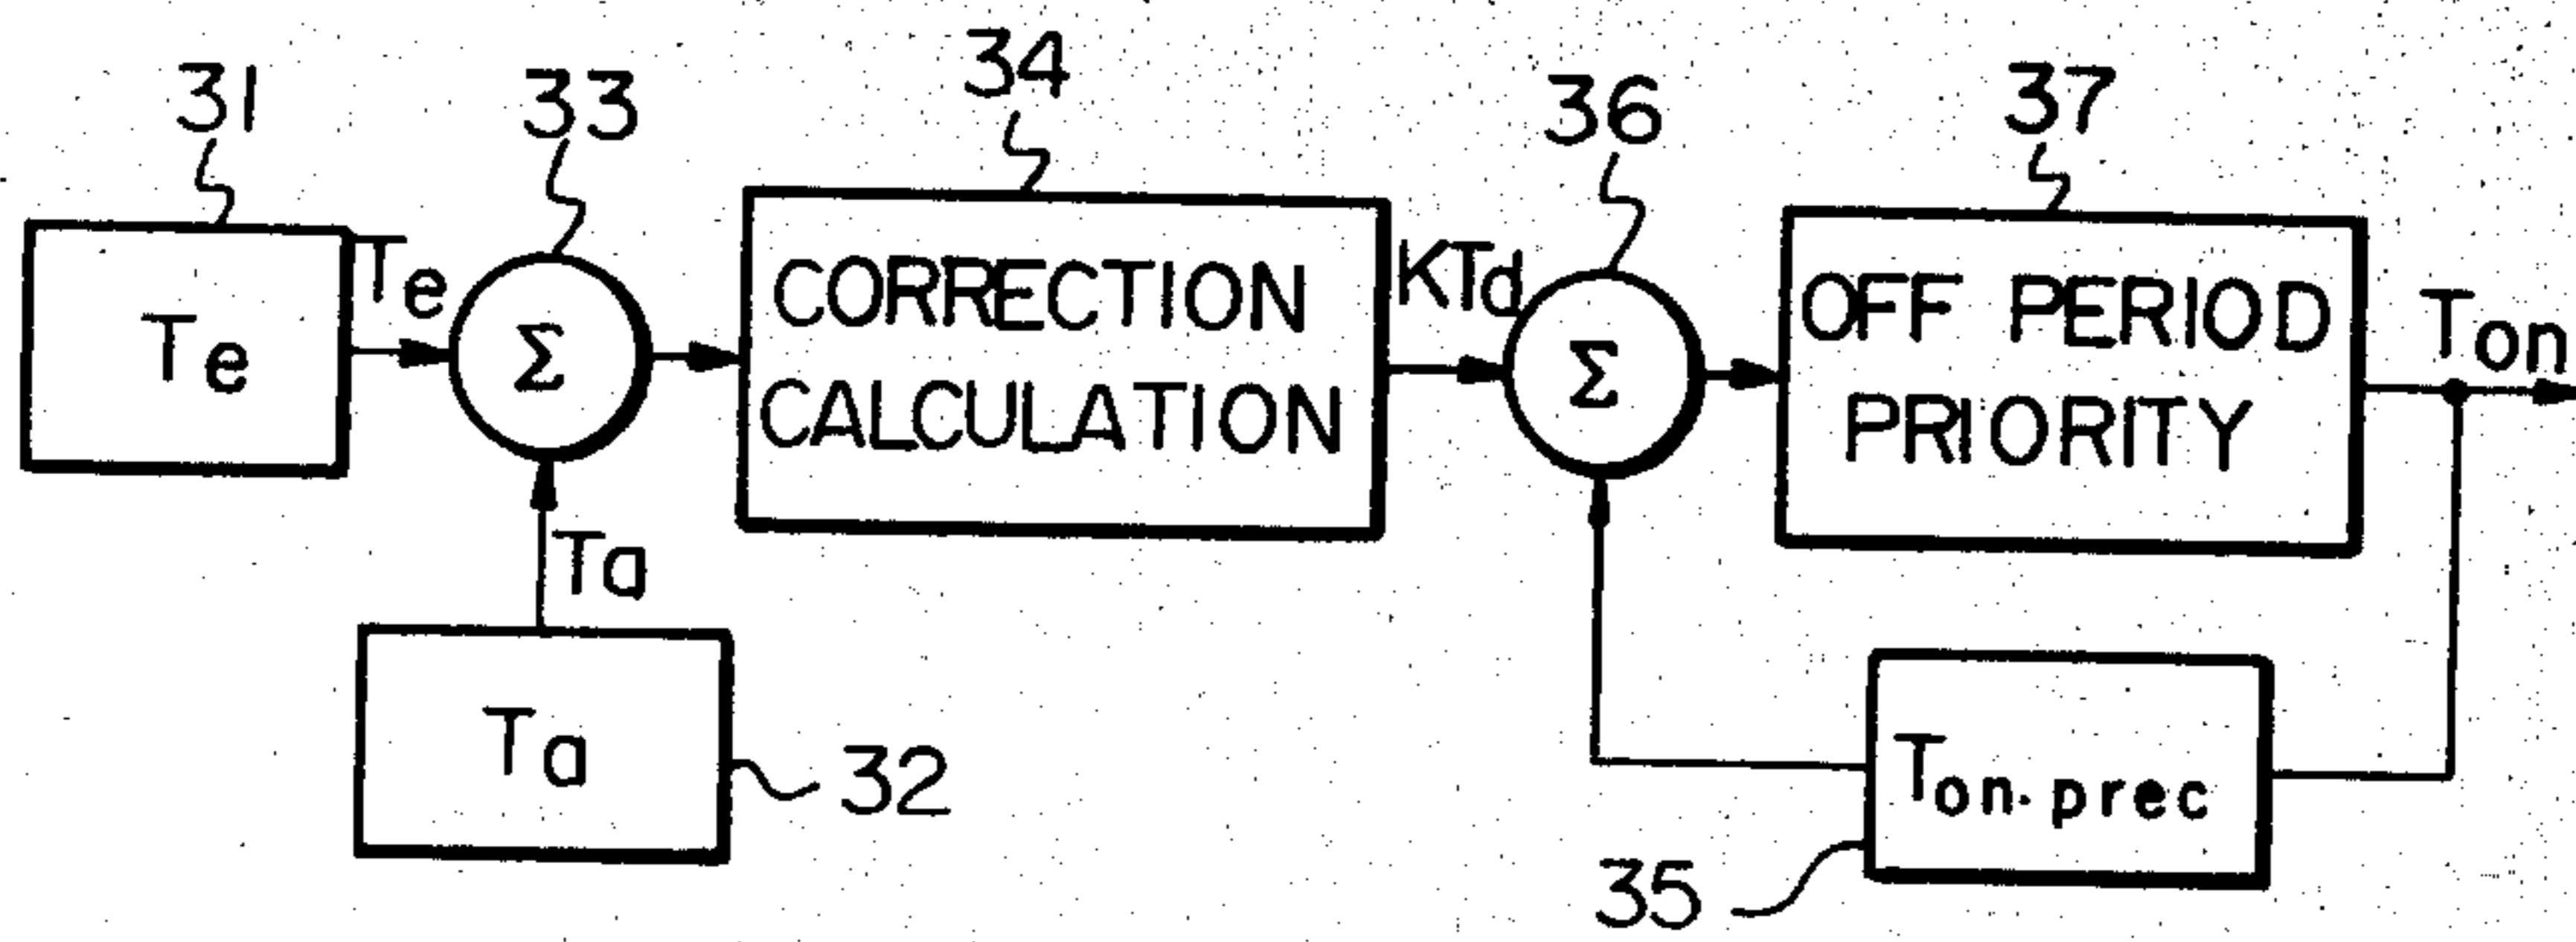 31
33
34
36
37
Te
Te
Σ
CORRECTION
CALCULATION
KTd
Σ
OFF PERIOD
PRIORITY
Ton
Ta
Ta
32
Ton. prec
35